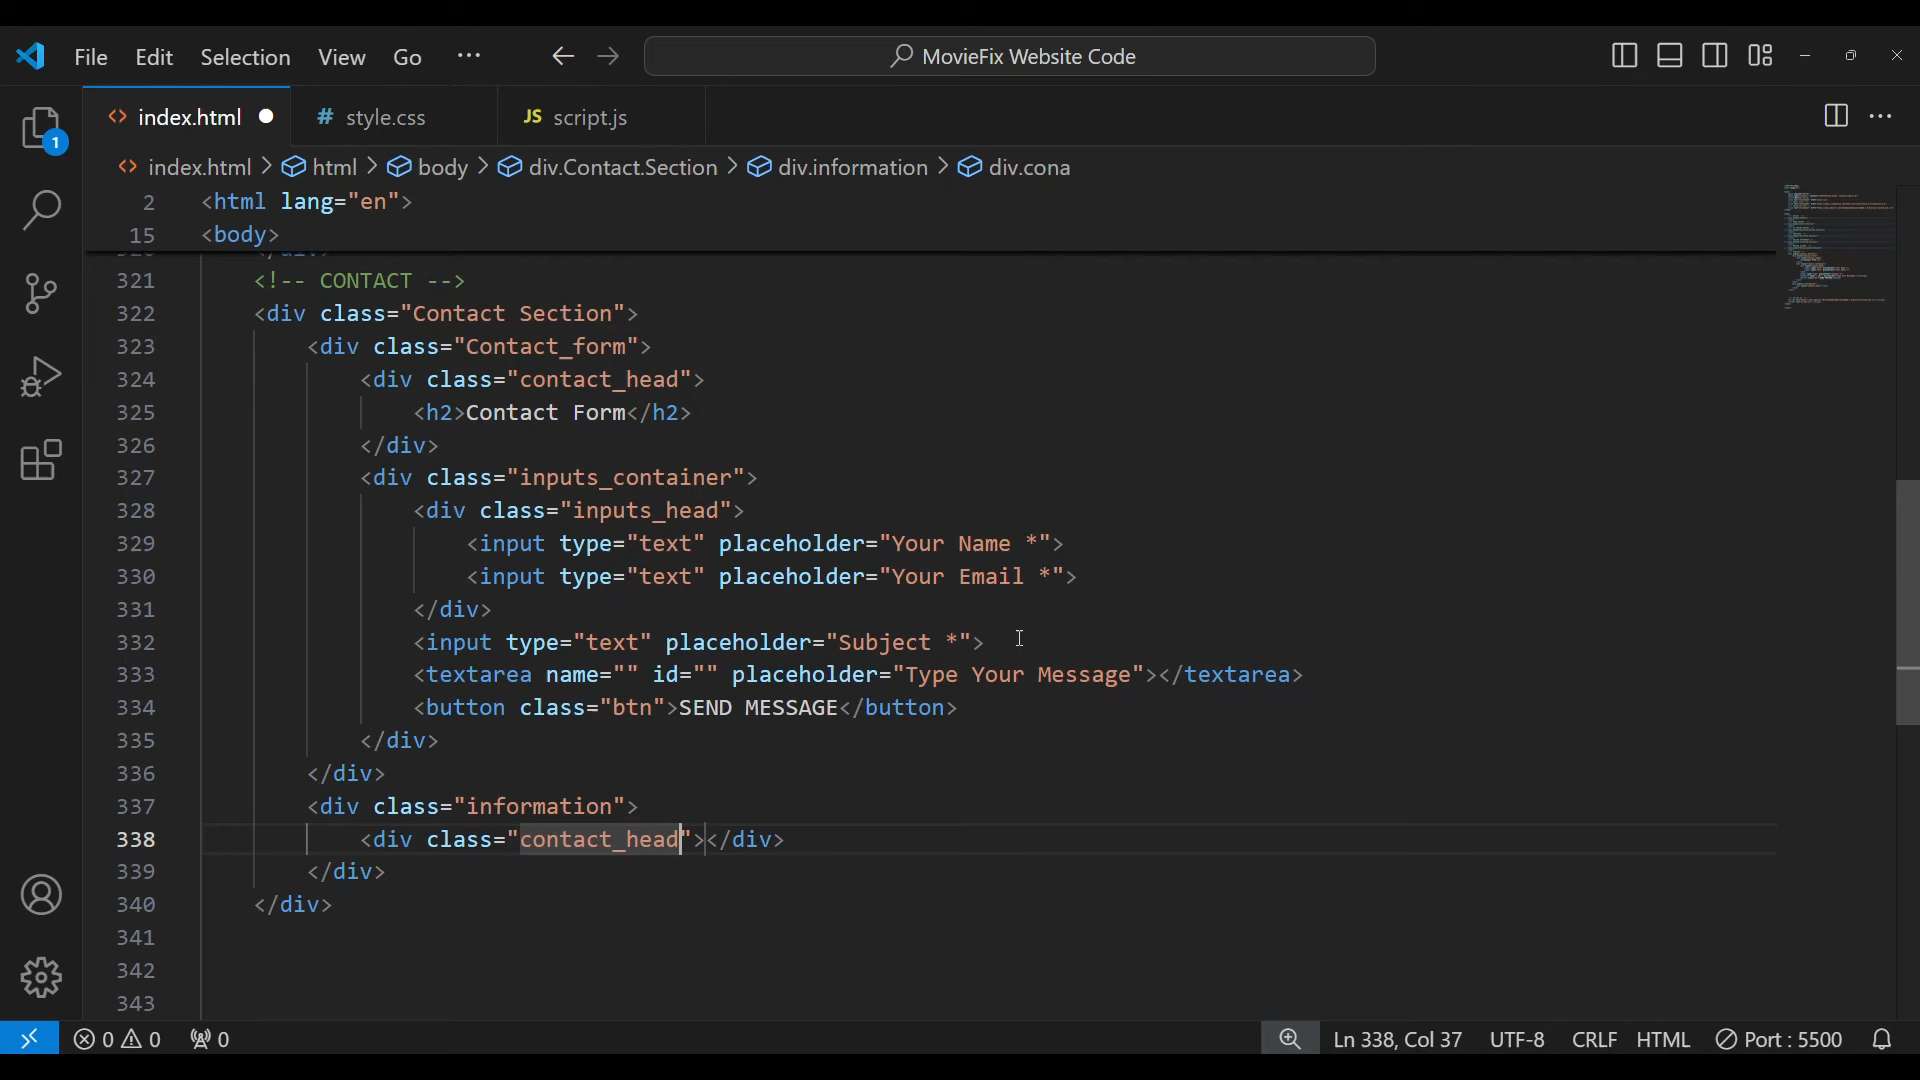 File Edit Selection View Go ··· MovieFix Website Code
index.html # style.css JS script.js
1
index.html > html > body > div.Contact.Section > div.information > div.cona
2 <html lang="en">
15 <body>
321 <!-- CONTACT -->
322 <div class="Contact Section">
323 <div class="Contact_form">
324 <div class="contact_head">
325 <h2>Contact Form</h2>
326 </div>
327 <div class="inputs_container">
328 <div class="inputs_head">
329 <input type="text" placeholder="Your Name *">
330 <input type="text" placeholder="Your Email *">
331 </div>
332 <input type="text" placeholder="Subject *">
333 <textarea name="" id="" placeholder="Type Your Message"></textarea>
334 <button class="btn">SEND MESSAGE</button>
335 </div>
336 </div>
337 <div class="information">
338 <div class="contact_head"></div>
339 </div>
340 </div>
341
342
343
0 0 0 Ln 338, Col 37 UTF-8 CRLF HTML Port : 5500